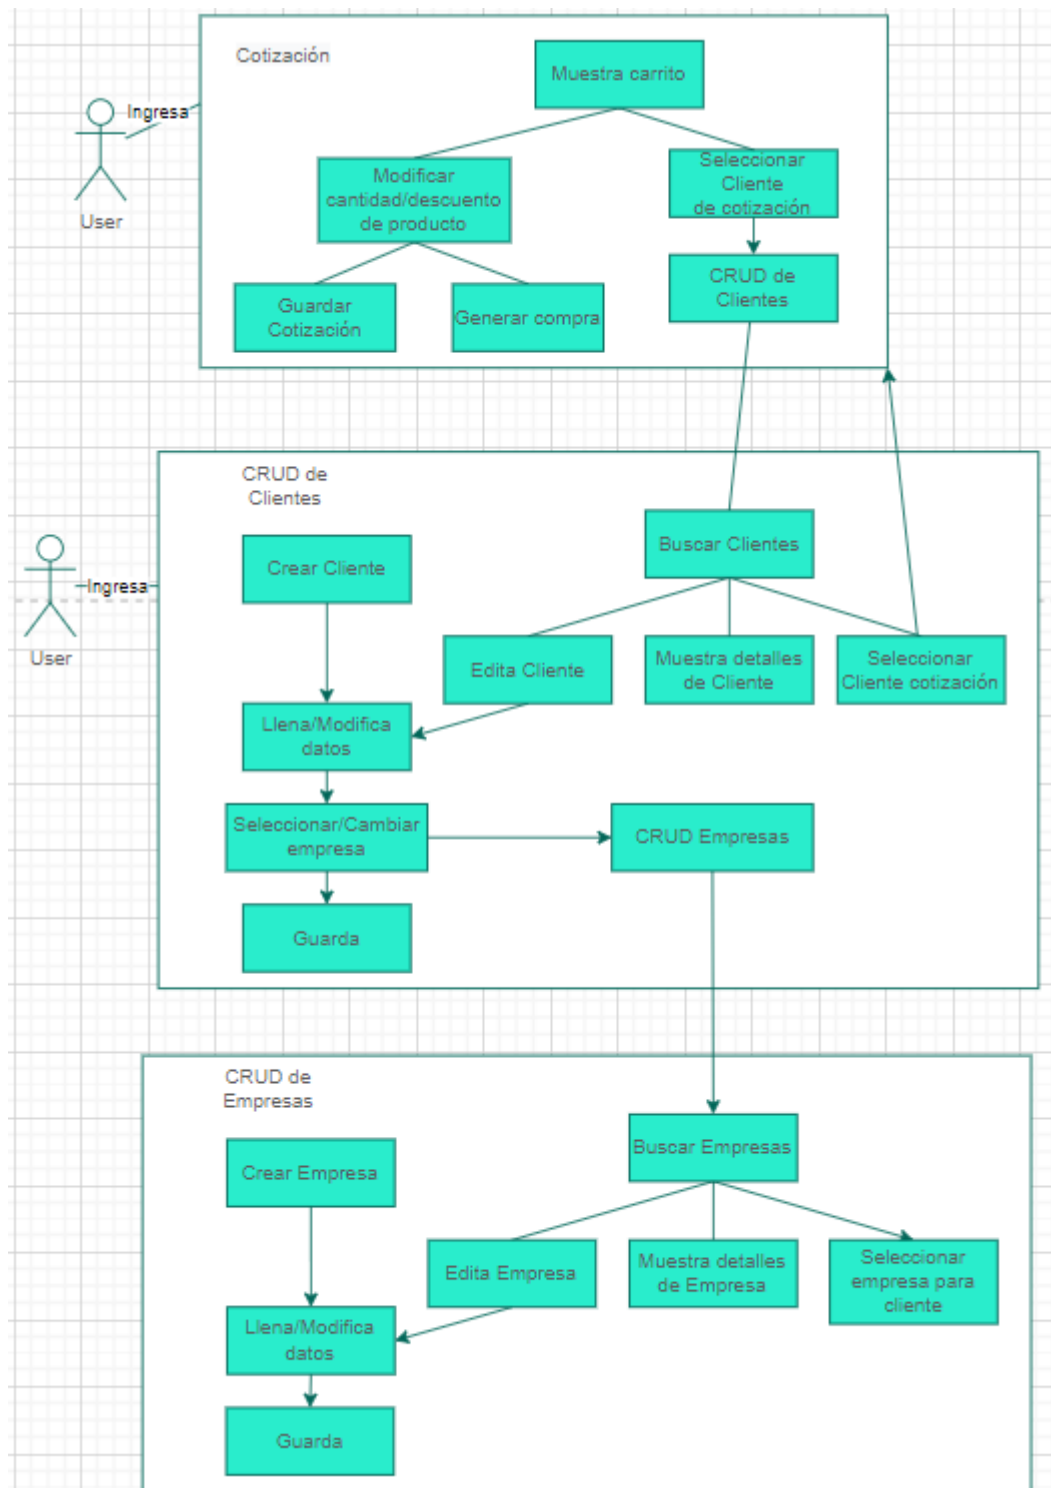 Cotización
Muestra carrito
Ingresa
User
Modificar
cantidad/descuento
de producto
Seleccionar
Cliente
de cotización
Guardar
Cotización
Generar compra
CRUD de
Clientes
CRUD de
Clientes
Ingresa
User
Crear Cliente
Buscar Clientes
Edita Cliente
Muestra detalles
de Cliente
Seleccionar
Cliente cotización
Llena/Modifica
datos
Seleccionar/Cambiar
empresa
CRUD Empresas
Guarda
CRUD de
Empresas
Crear Empresa
Buscar Empresas
Edita Empresa
Muestra detalles
de Empresa
Seleccionar
empresa para
cliente
Llena/Modifica
datos
Guarda